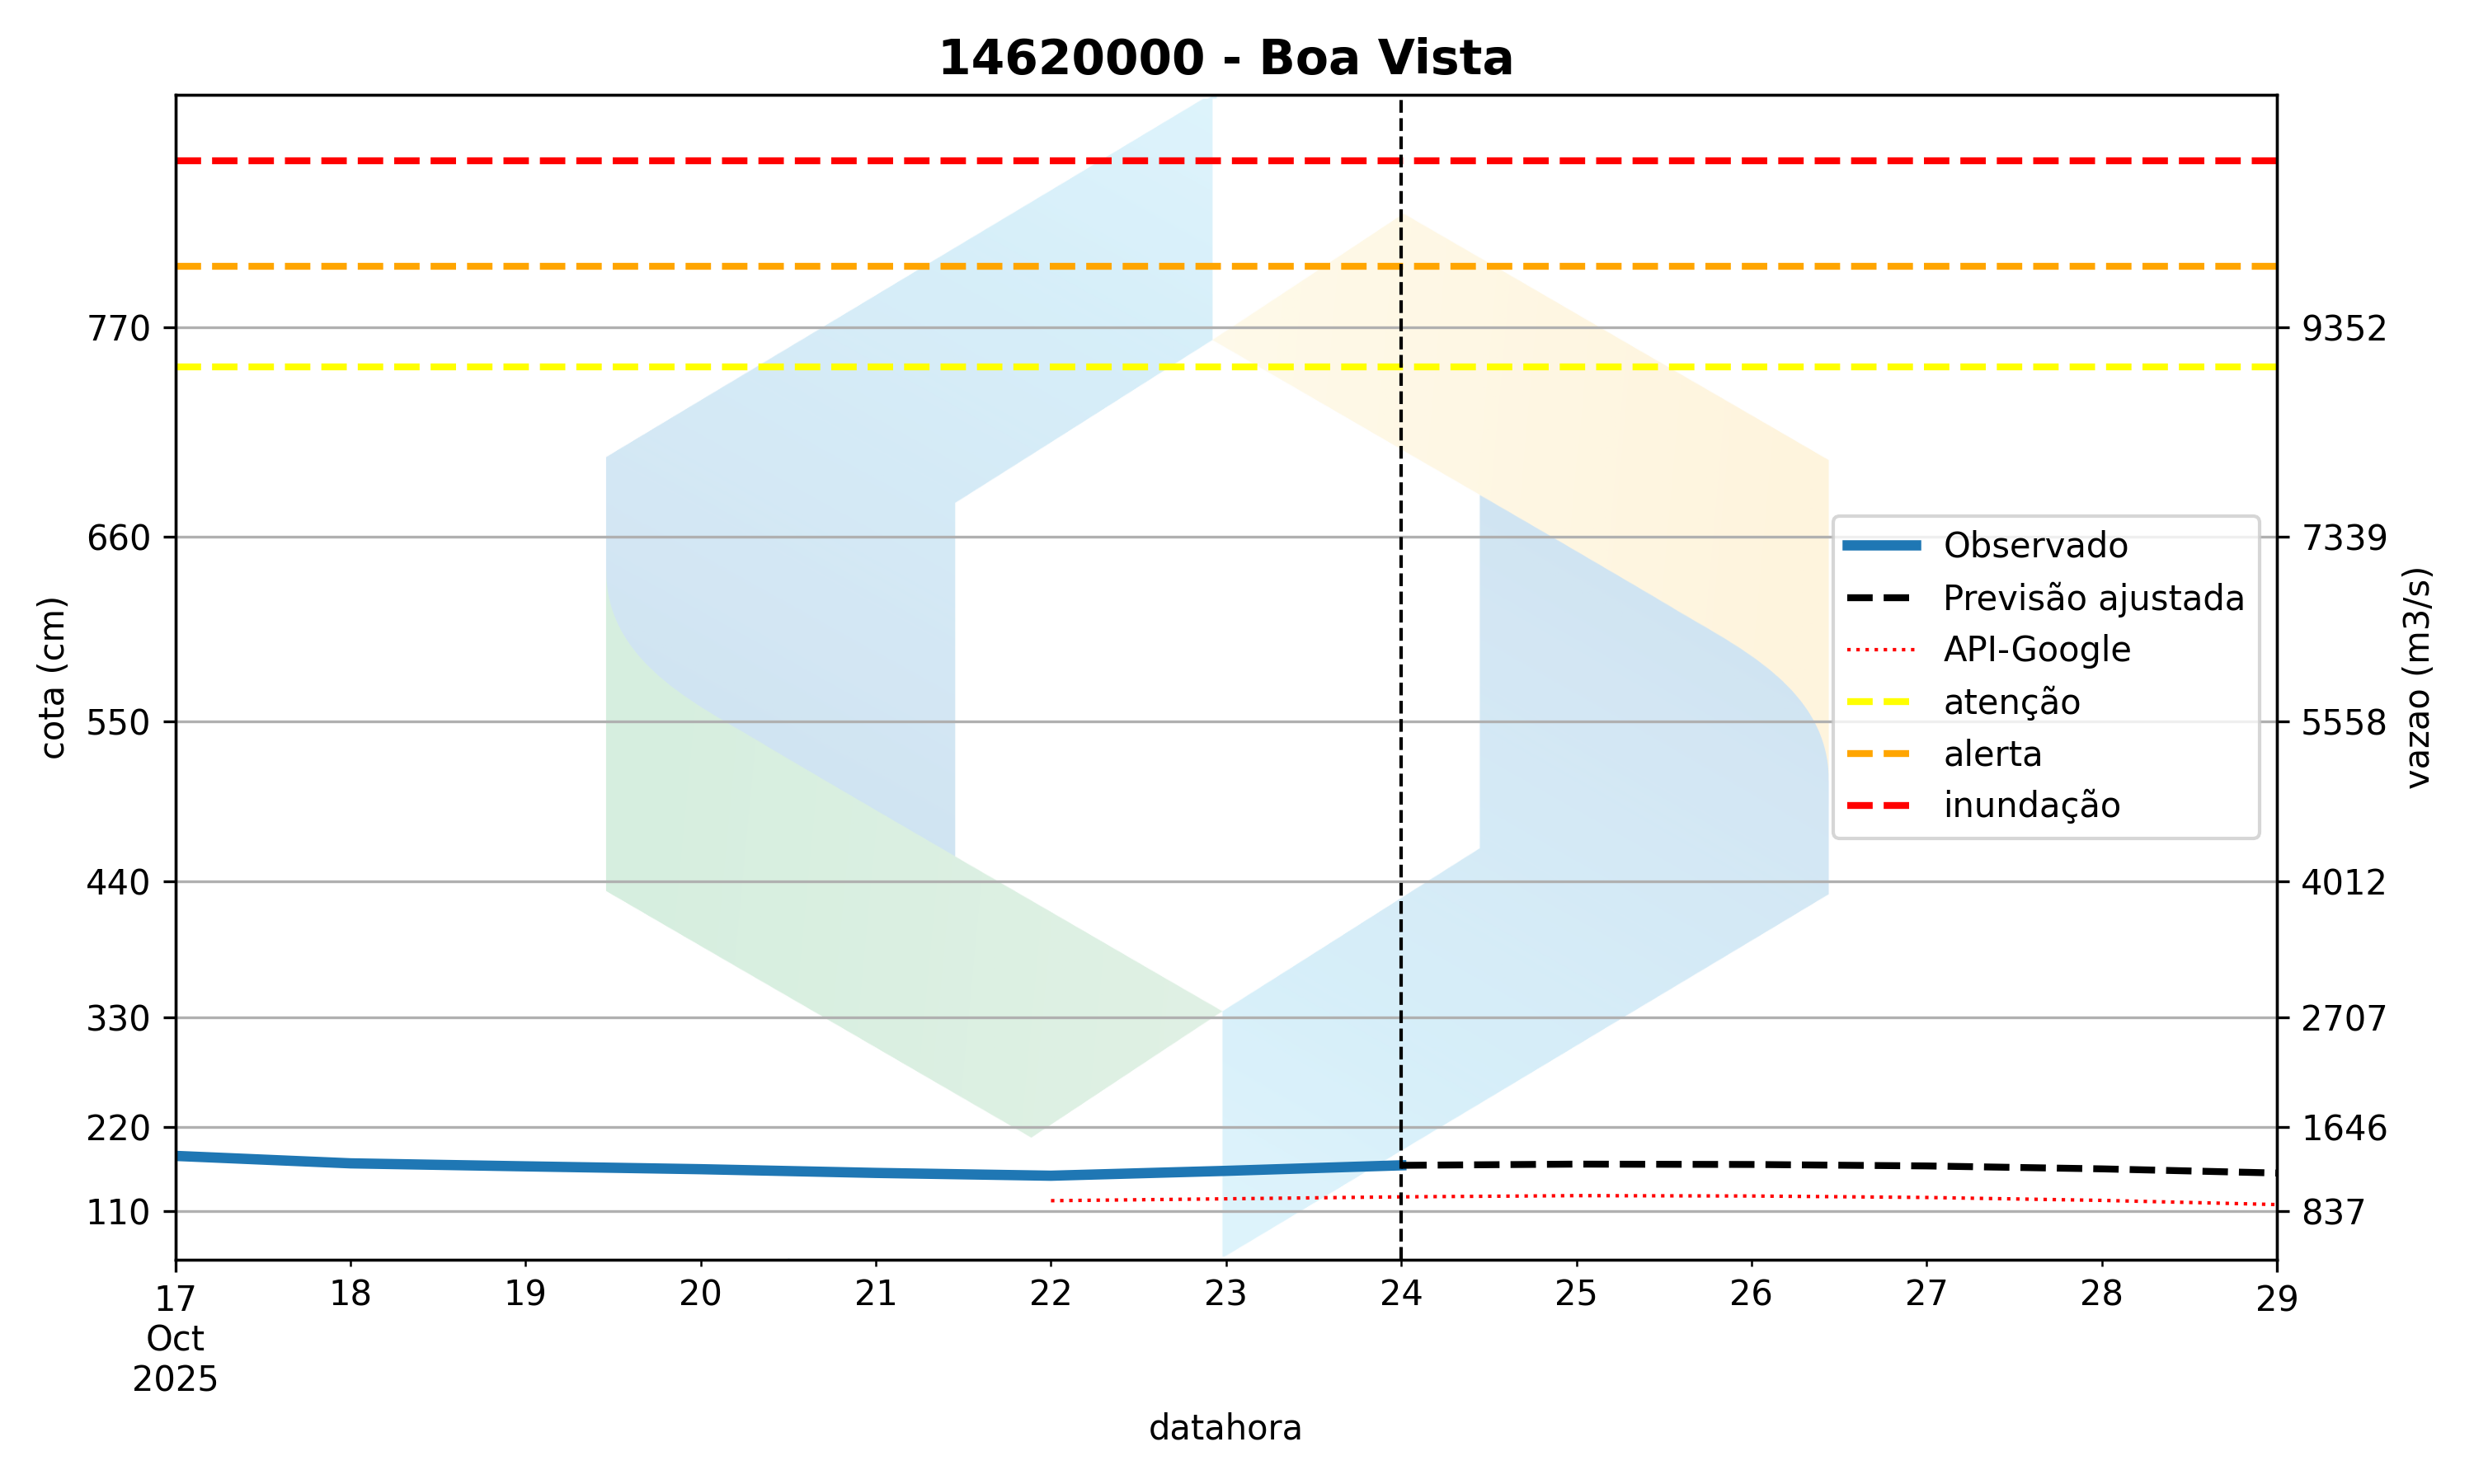 14620000 - Boa Vista
cota (cm)
770
660
550
440
330
220
110
9352
7339
5558
4012
2707
1646
837
vazao (m3/s)
Observado
Previsão ajustada
API-Google
atenção
alerta
inundação
17 18 19 20 21 22 23 24 25 26 27 28 29
Oct
2025
datahora